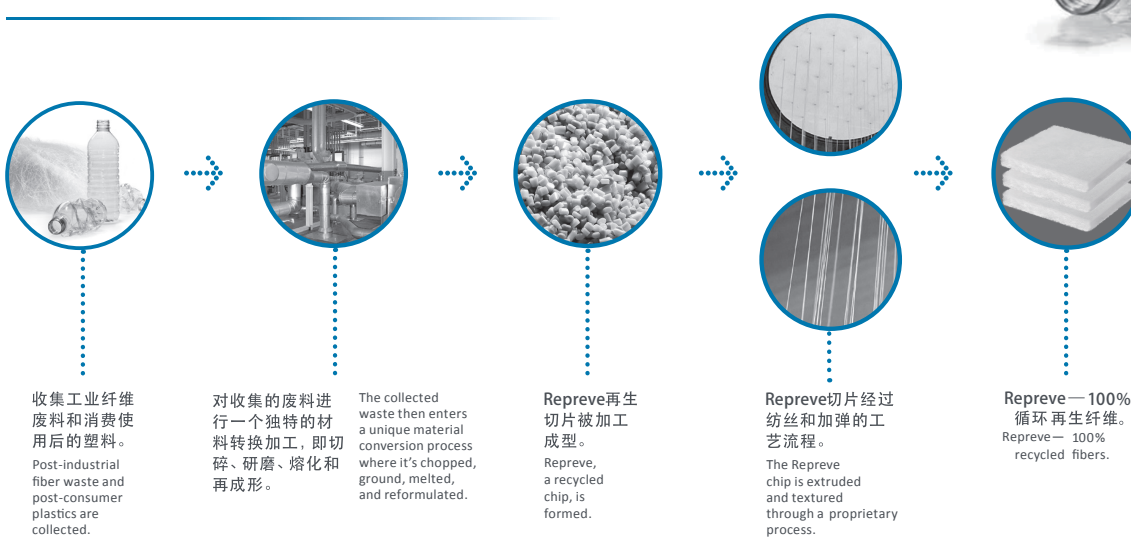 收集工业纤维
废料和消费使
用后的塑料。
Post-industrial
fiber waste and
post-consumer
plastics are
collected.
对收集的废料进
行一个独特的材
料转换加工,即切
碎、研磨、熔化和
再成形。
The collected
waste then enters
a unique material
conversion process
where it's chopped,
ground, melted,
and reformulated.
Repreve再生
切片被加工
成型。
Repreve,
a recycled
chip, is
formed.
Repreve切片经过
纺丝和加弹的工
艺流程。
The Repreve
chip is extruded
and textured
through a proprietary
process.
Repreve—100%
循环再生纤维。
Repreve— 100%
recycled fibers.